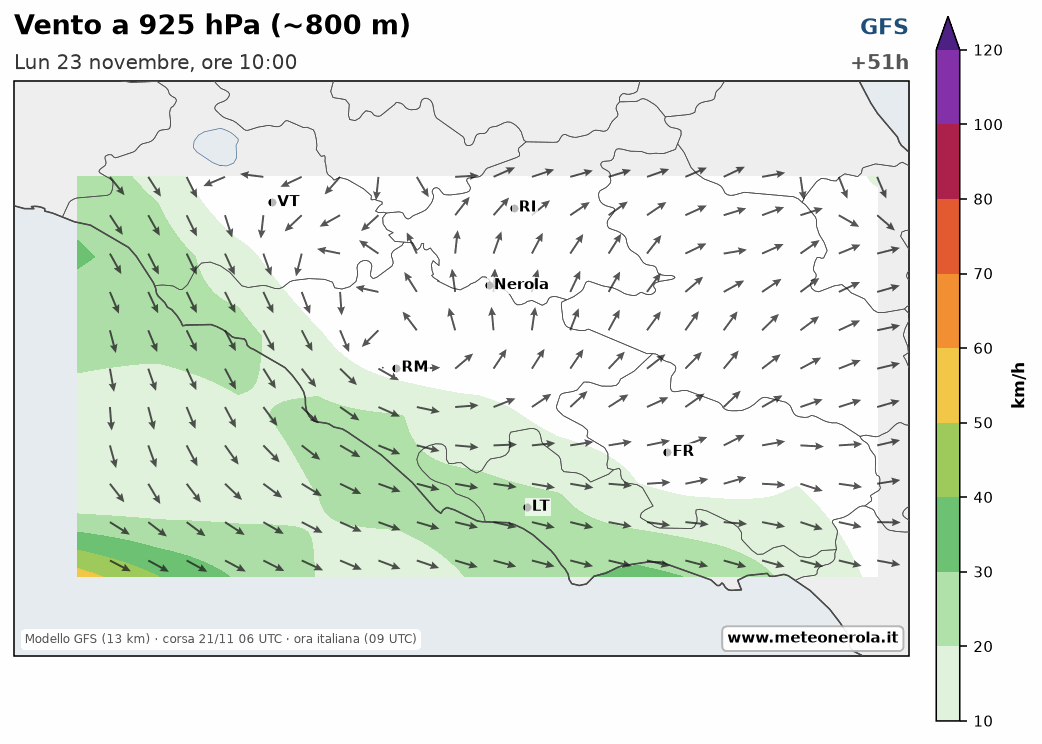 Vento a 925 hPa (~800 m)
GFS
Lun 23 novembre, ore 10:00
+51h
VT
RI
Nerola
RM
FR
LT
120
100
80
70
60
50
40
30
20
10
km/h
Modello GFS (13 km) · corsa 21/11 06 UTC · ora italiana (09 UTC)
www.meteonerola.it